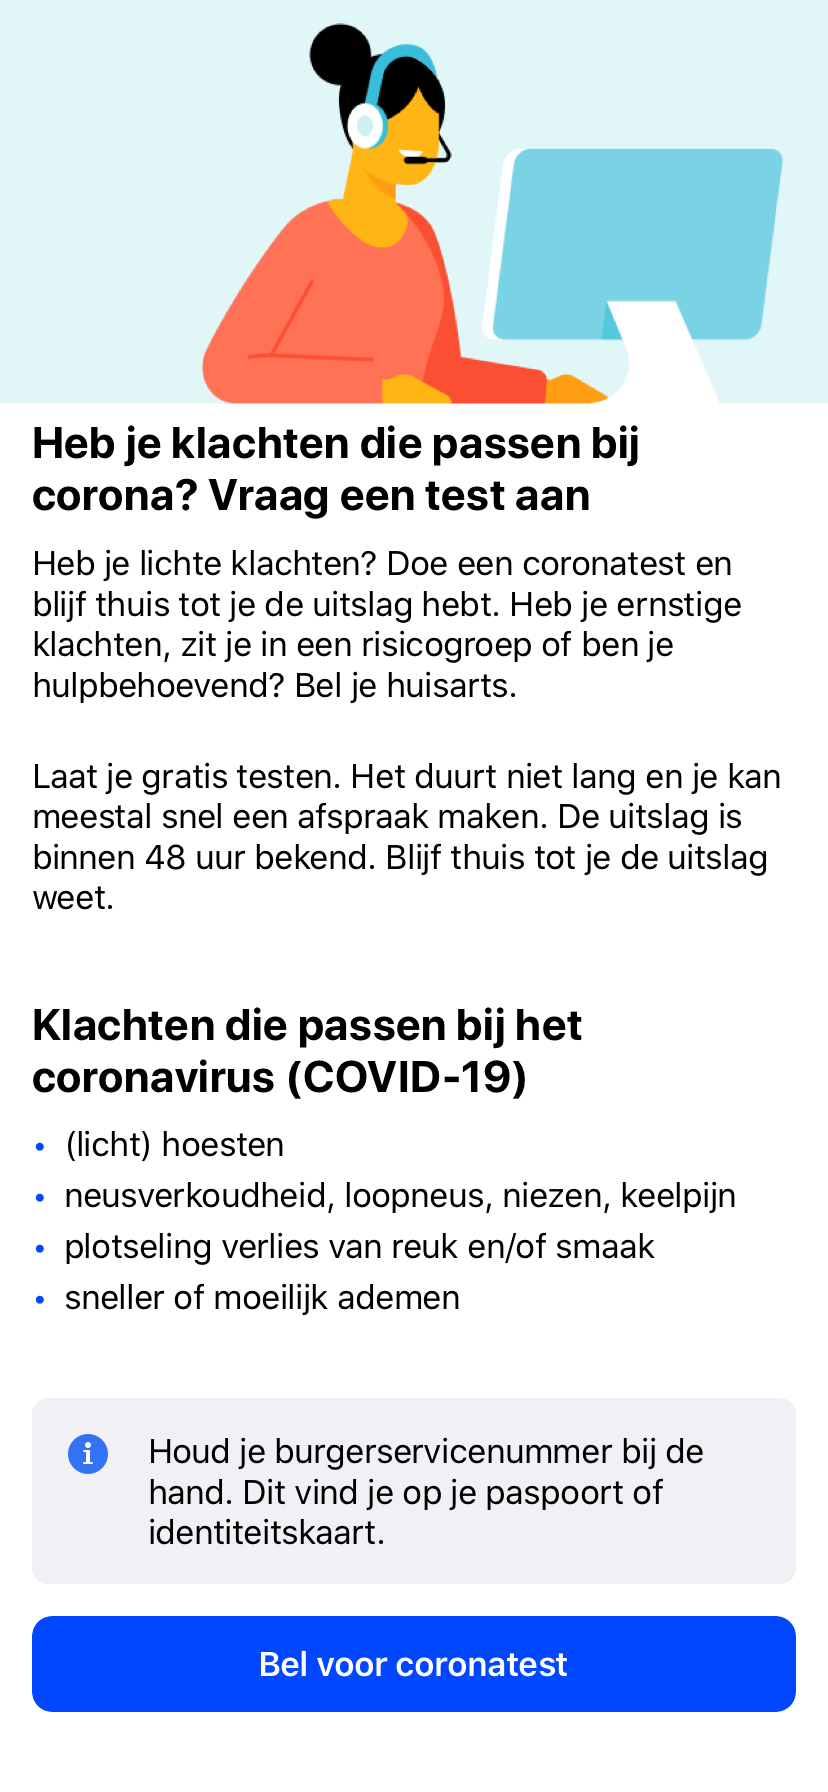 Heb je klachten die passen bij
corona? Vraag een test aan
Heb je lichte klachten? Doe een coronatest en
blijf thuis tot je de uitslag hebt. Heb je ernstige
klachten, zit je in een risicogroep of ben je
hulpbehoevend? Bel je huisarts.
Laat je gratis testen. Het duurt niet lang en je kan
meestal snel een afspraak maken. De uitslag is
binnen 48 uur bekend. Blijf thuis tot je de uitslag
weet.
Klachten die passen bij het
coronavirus (COVID-19)
• (licht) hoesten
• neusverkoudheid, loopneus, niezen, keelpijn
• plotseling verlies van reuk en/of smaak
• sneller of moeilijk ademen
Houd je burgerservicenummer bij de
hand. Dit vind je op je paspoort of
identiteitskaart.
Bel voor coronatest